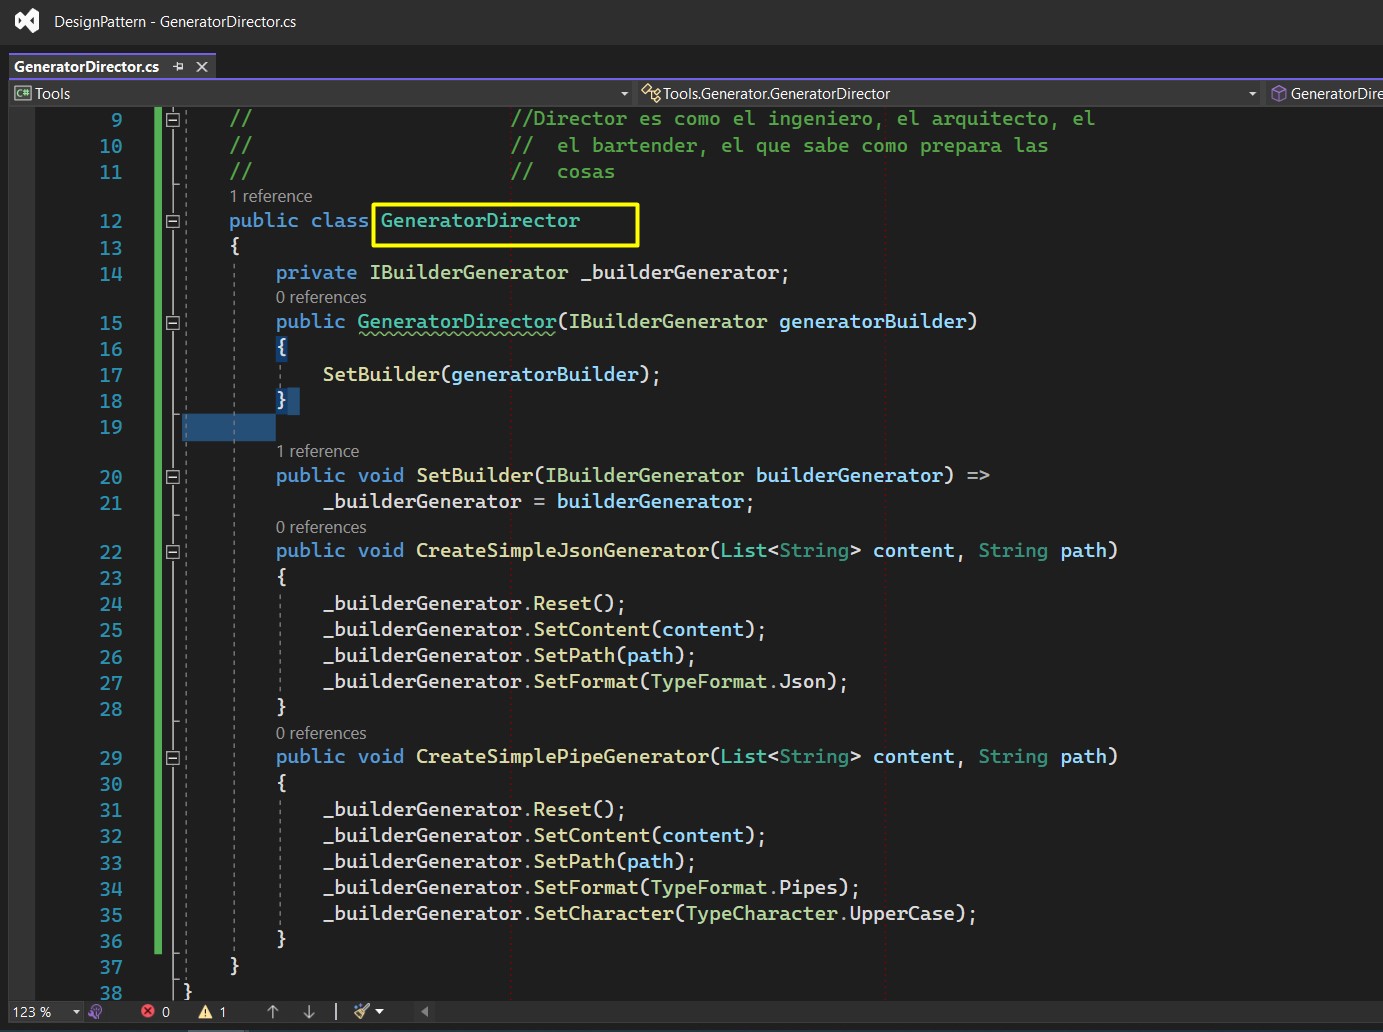 DesignPattern - GeneratorDirector.cs
GeneratorDirector.cs
C# Tools
Tools.Generator.GeneratorDirector
GeneratorDire
9 // //Director es como el ingeniero, el arquitecto, el
10 // // el bartender, el que sabe como prepara las
11 // // cosas
1 reference
12 public class GeneratorDirector
13 {
14 private IBuilderGenerator _builderGenerator;
0 references
15 public GeneratorDirector(IBuilderGenerator generatorBuilder)
16 {
17 SetBuilder(generatorBuilder);
18 }
19
1 reference
20 public void SetBuilder(IBuilderGenerator builderGenerator) =>
21 _builderGenerator = builderGenerator;
0 references
22 public void CreateSimpleJsonGenerator(List<String> content, String path)
23 {
24 _builderGenerator.Reset();
25 _builderGenerator.SetContent(content);
26 _builderGenerator.SetPath(path);
27 _builderGenerator.SetFormat(TypeFormat.Json);
28 }
0 references
29 public void CreateSimplePipeGenerator(List<String> content, String path)
30 {
31 _builderGenerator.Reset();
32 _builderGenerator.SetContent(content);
33 _builderGenerator.SetPath(path);
34 _builderGenerator.SetFormat(TypeFormat.Pipes);
35 _builderGenerator.SetCharacter(TypeCharacter.UpperCase);
36 }
37 }
38 }
123 % 0 1